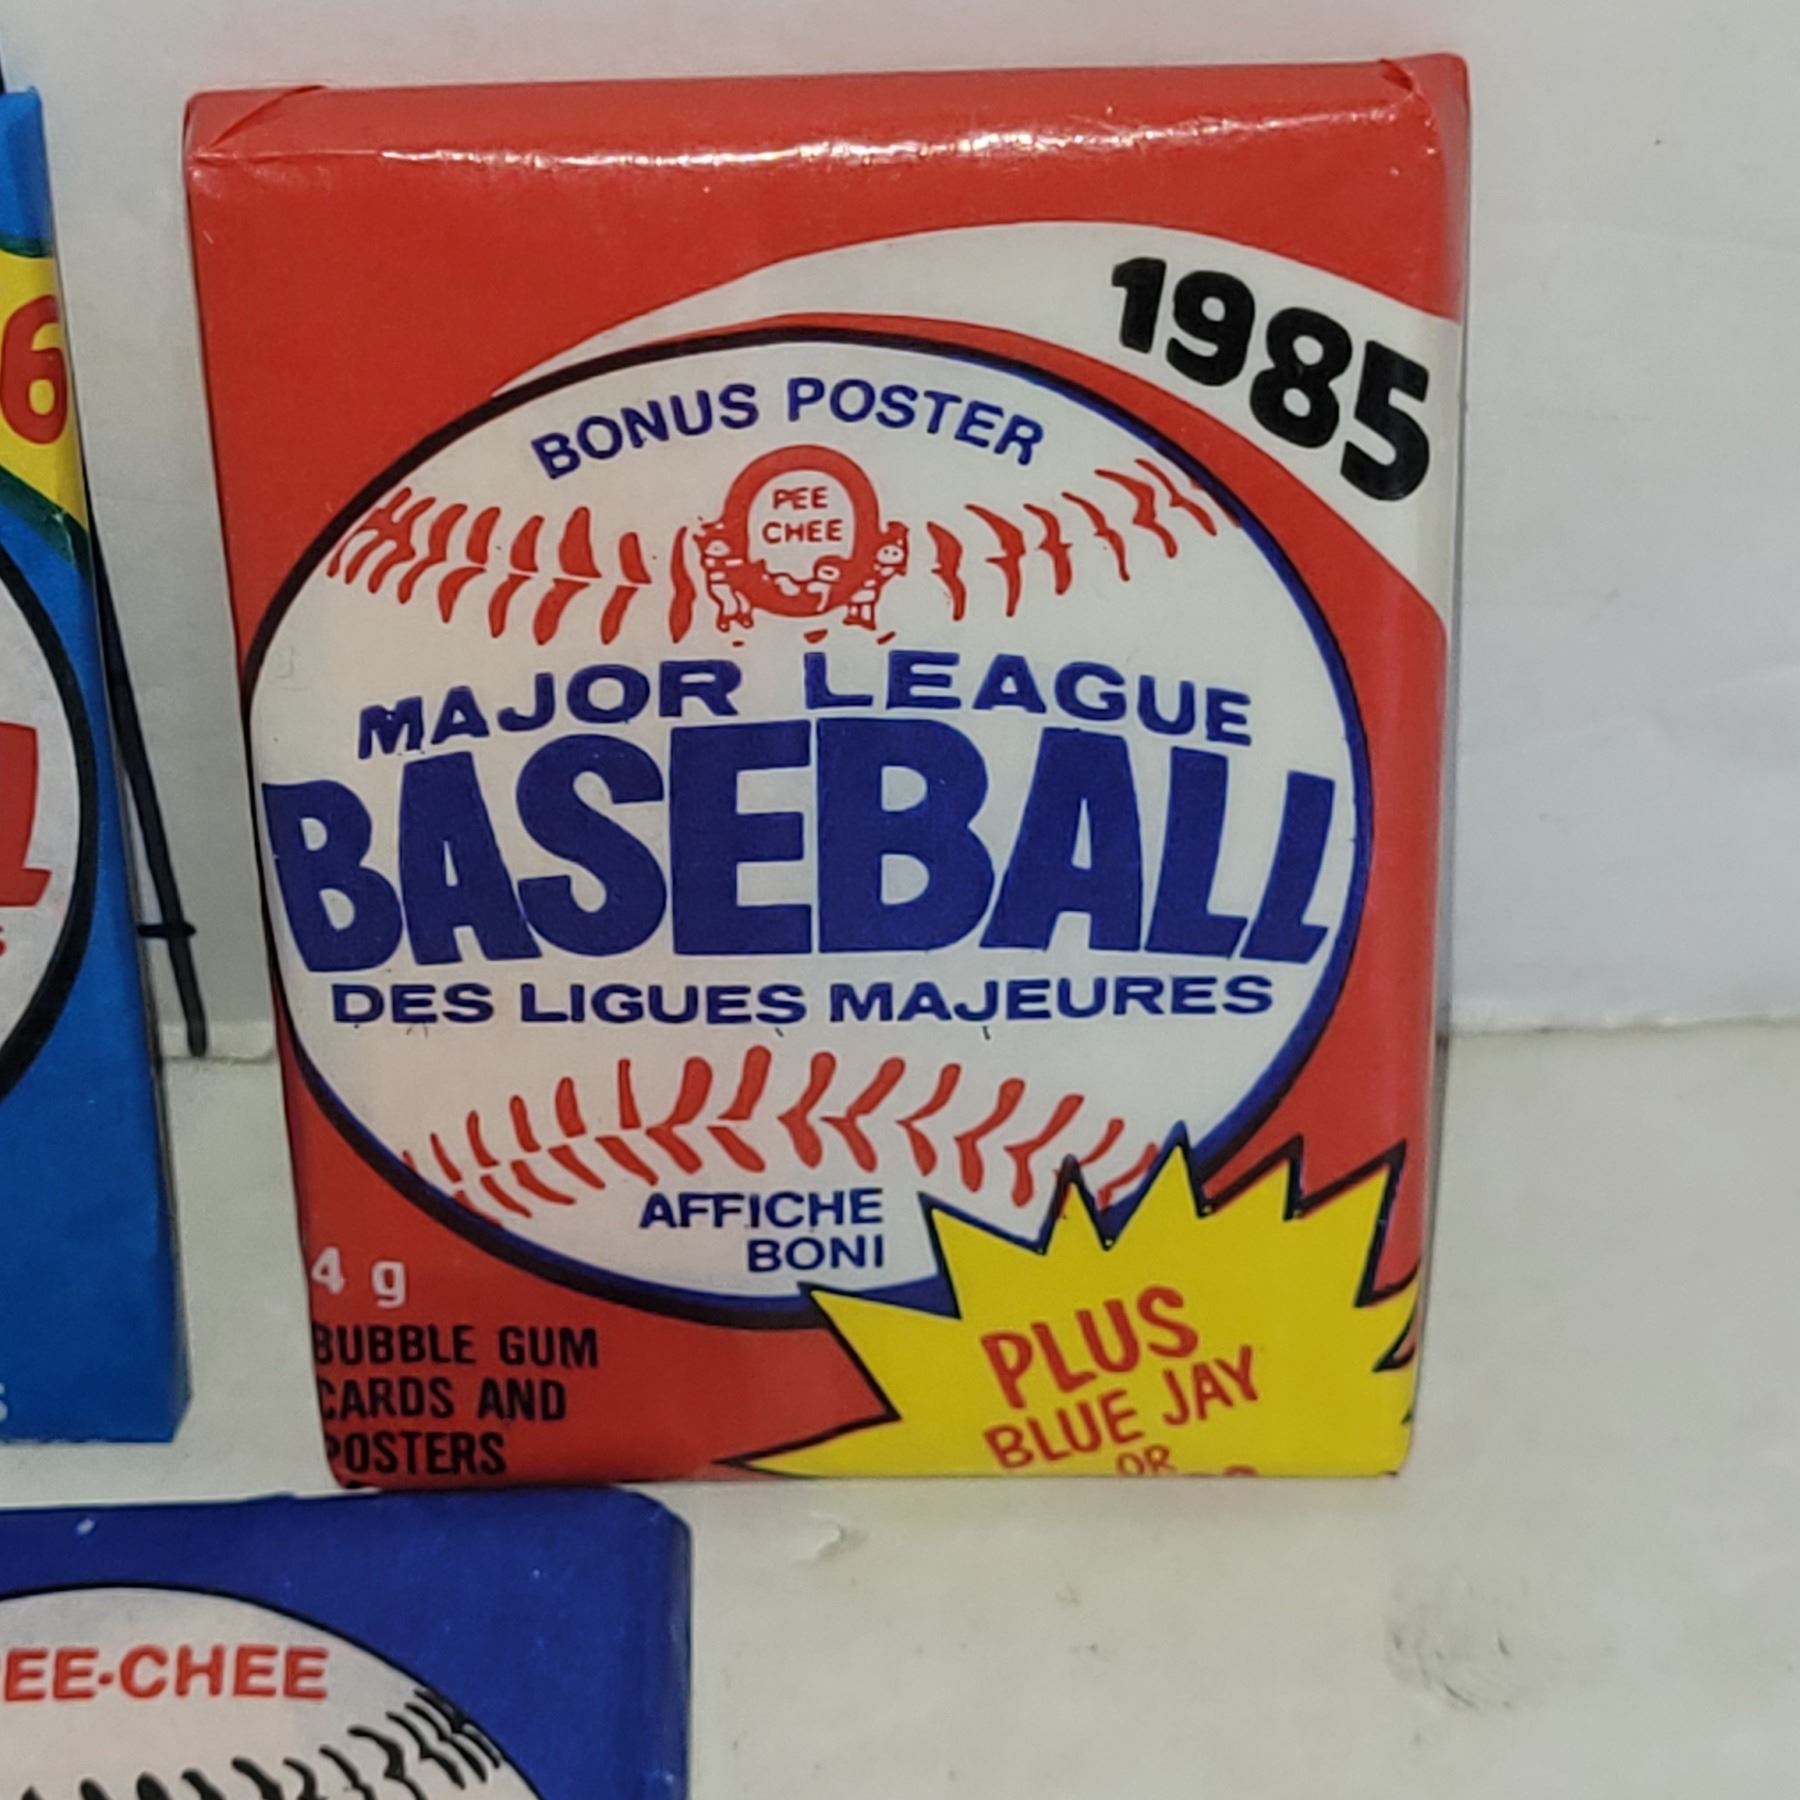 1985
BONUS POSTER
PEE
CHEE
MAJOR LEAGUE
BASEBALL
DES LIGUES MAJEURES
AFFICHE
BONI
4 g
BUBBLE GUM
CARDS AND
POSTERS
PLUS
BLUE JAY
OR
6
EE-CHEE